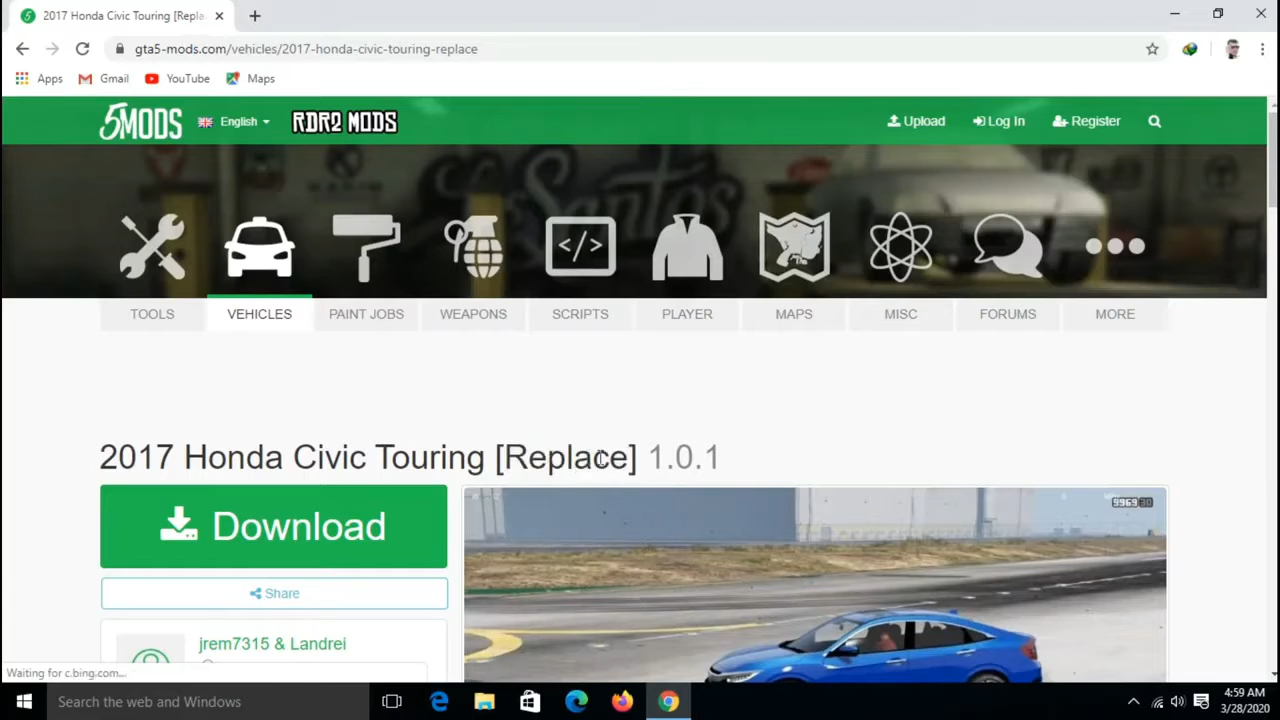 2017 Honda Civic Touring [Repla
gta5-mods.com/vehicles/2017-honda-civic-touring-replace
Apps Gmail YouTube Maps
5MODS English RDR2 MODS Upload Log In Register
Los Santos
TOOLS VEHICLES PAINT JOBS WEAPONS SCRIPTS PLAYER MAPS MISC FORUMS MORE
2017 Honda Civic Touring [Replace] 1.0.1
Download
Share
jrem7315 & Landrei
Waiting for c.bing.com...
Search the web and Windows
4:59 AM
3/28/2020